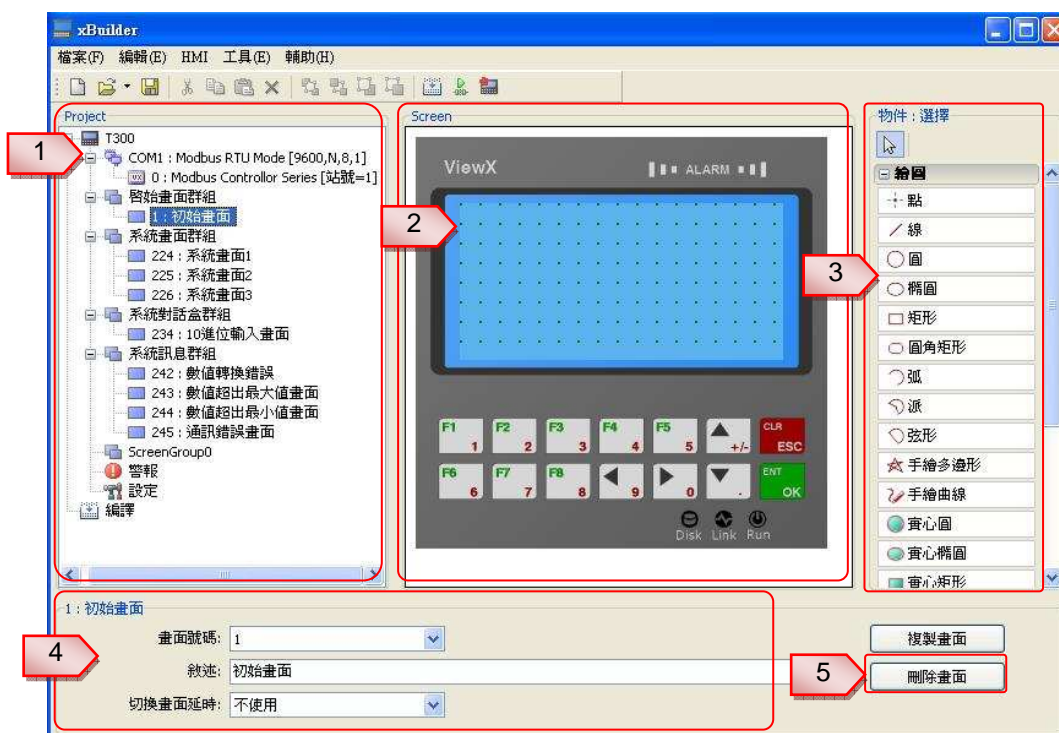 xBuilder
檔案(F) 編輯(E) HMI 工具(E) 輔助(H)
Project
T300
COM1 : Modbus RTU Mode [9600,N,8,1]
0 : Modbus Controllor Series [站號=1]
啓始畫面群組
1 : 初始畫面
系統畫面群組
224 : 系統畫面1
225 : 系統畫面2
226 : 系統畫面3
系統對話盒群組
234 : 10進位輸入畫面
系統訊息群組
242 : 數值轉換錯誤
243 : 數值超出最大值畫面
244 : 數值超出最小值畫面
245 : 通訊錯誤畫面
ScreenGroup0
警報
設定
編譯
1
Screen
ViewX
ALARM
2
F1 1
F2 2
F3 3
F4 4
F5 5
+/-
CLR ESC
F6 6
F7 7
F8 8
9
0
.
ENT OK
Disk Link Run
物件 : 選擇
繪圖
點
線
圓
橢圓
矩形
圓角矩形
弧
派
弦形
手繪多邊形
手繪曲線
實心圓
實心橢圓
實心矩形
3
1 : 初始畫面
畫面號碼: 1
敘述: 初始畫面
切換畫面延時: 不使用
4
複製畫面
5
刪除畫面